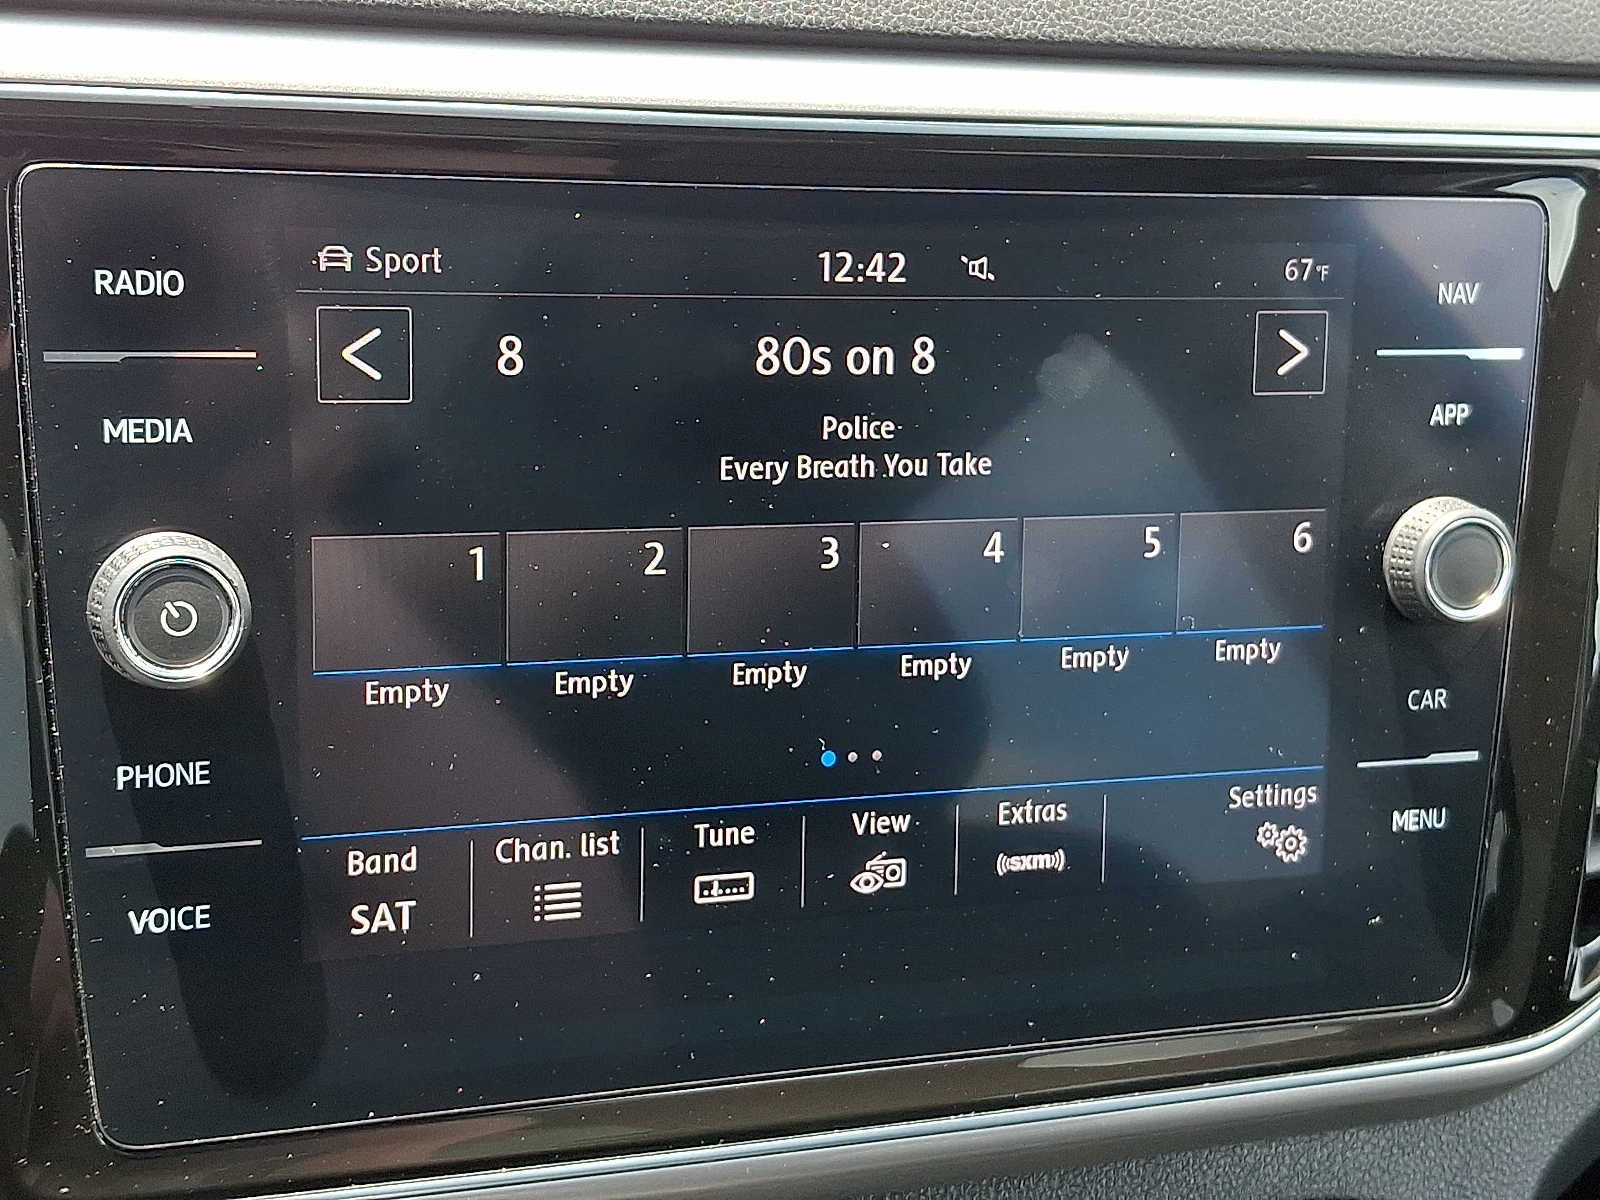 RADIO
MEDIA
PHONE
VOICE
Sport
12:42
67°F
8
80s on 8
Police
Every Breath You Take
1
2
3
4
5
6
Empty
Empty
Empty
Empty
Empty
Empty
Band
SAT
Chan. list
Tune
View
Extras
((sxm))
Settings
NAV
APP
CAR
MENU